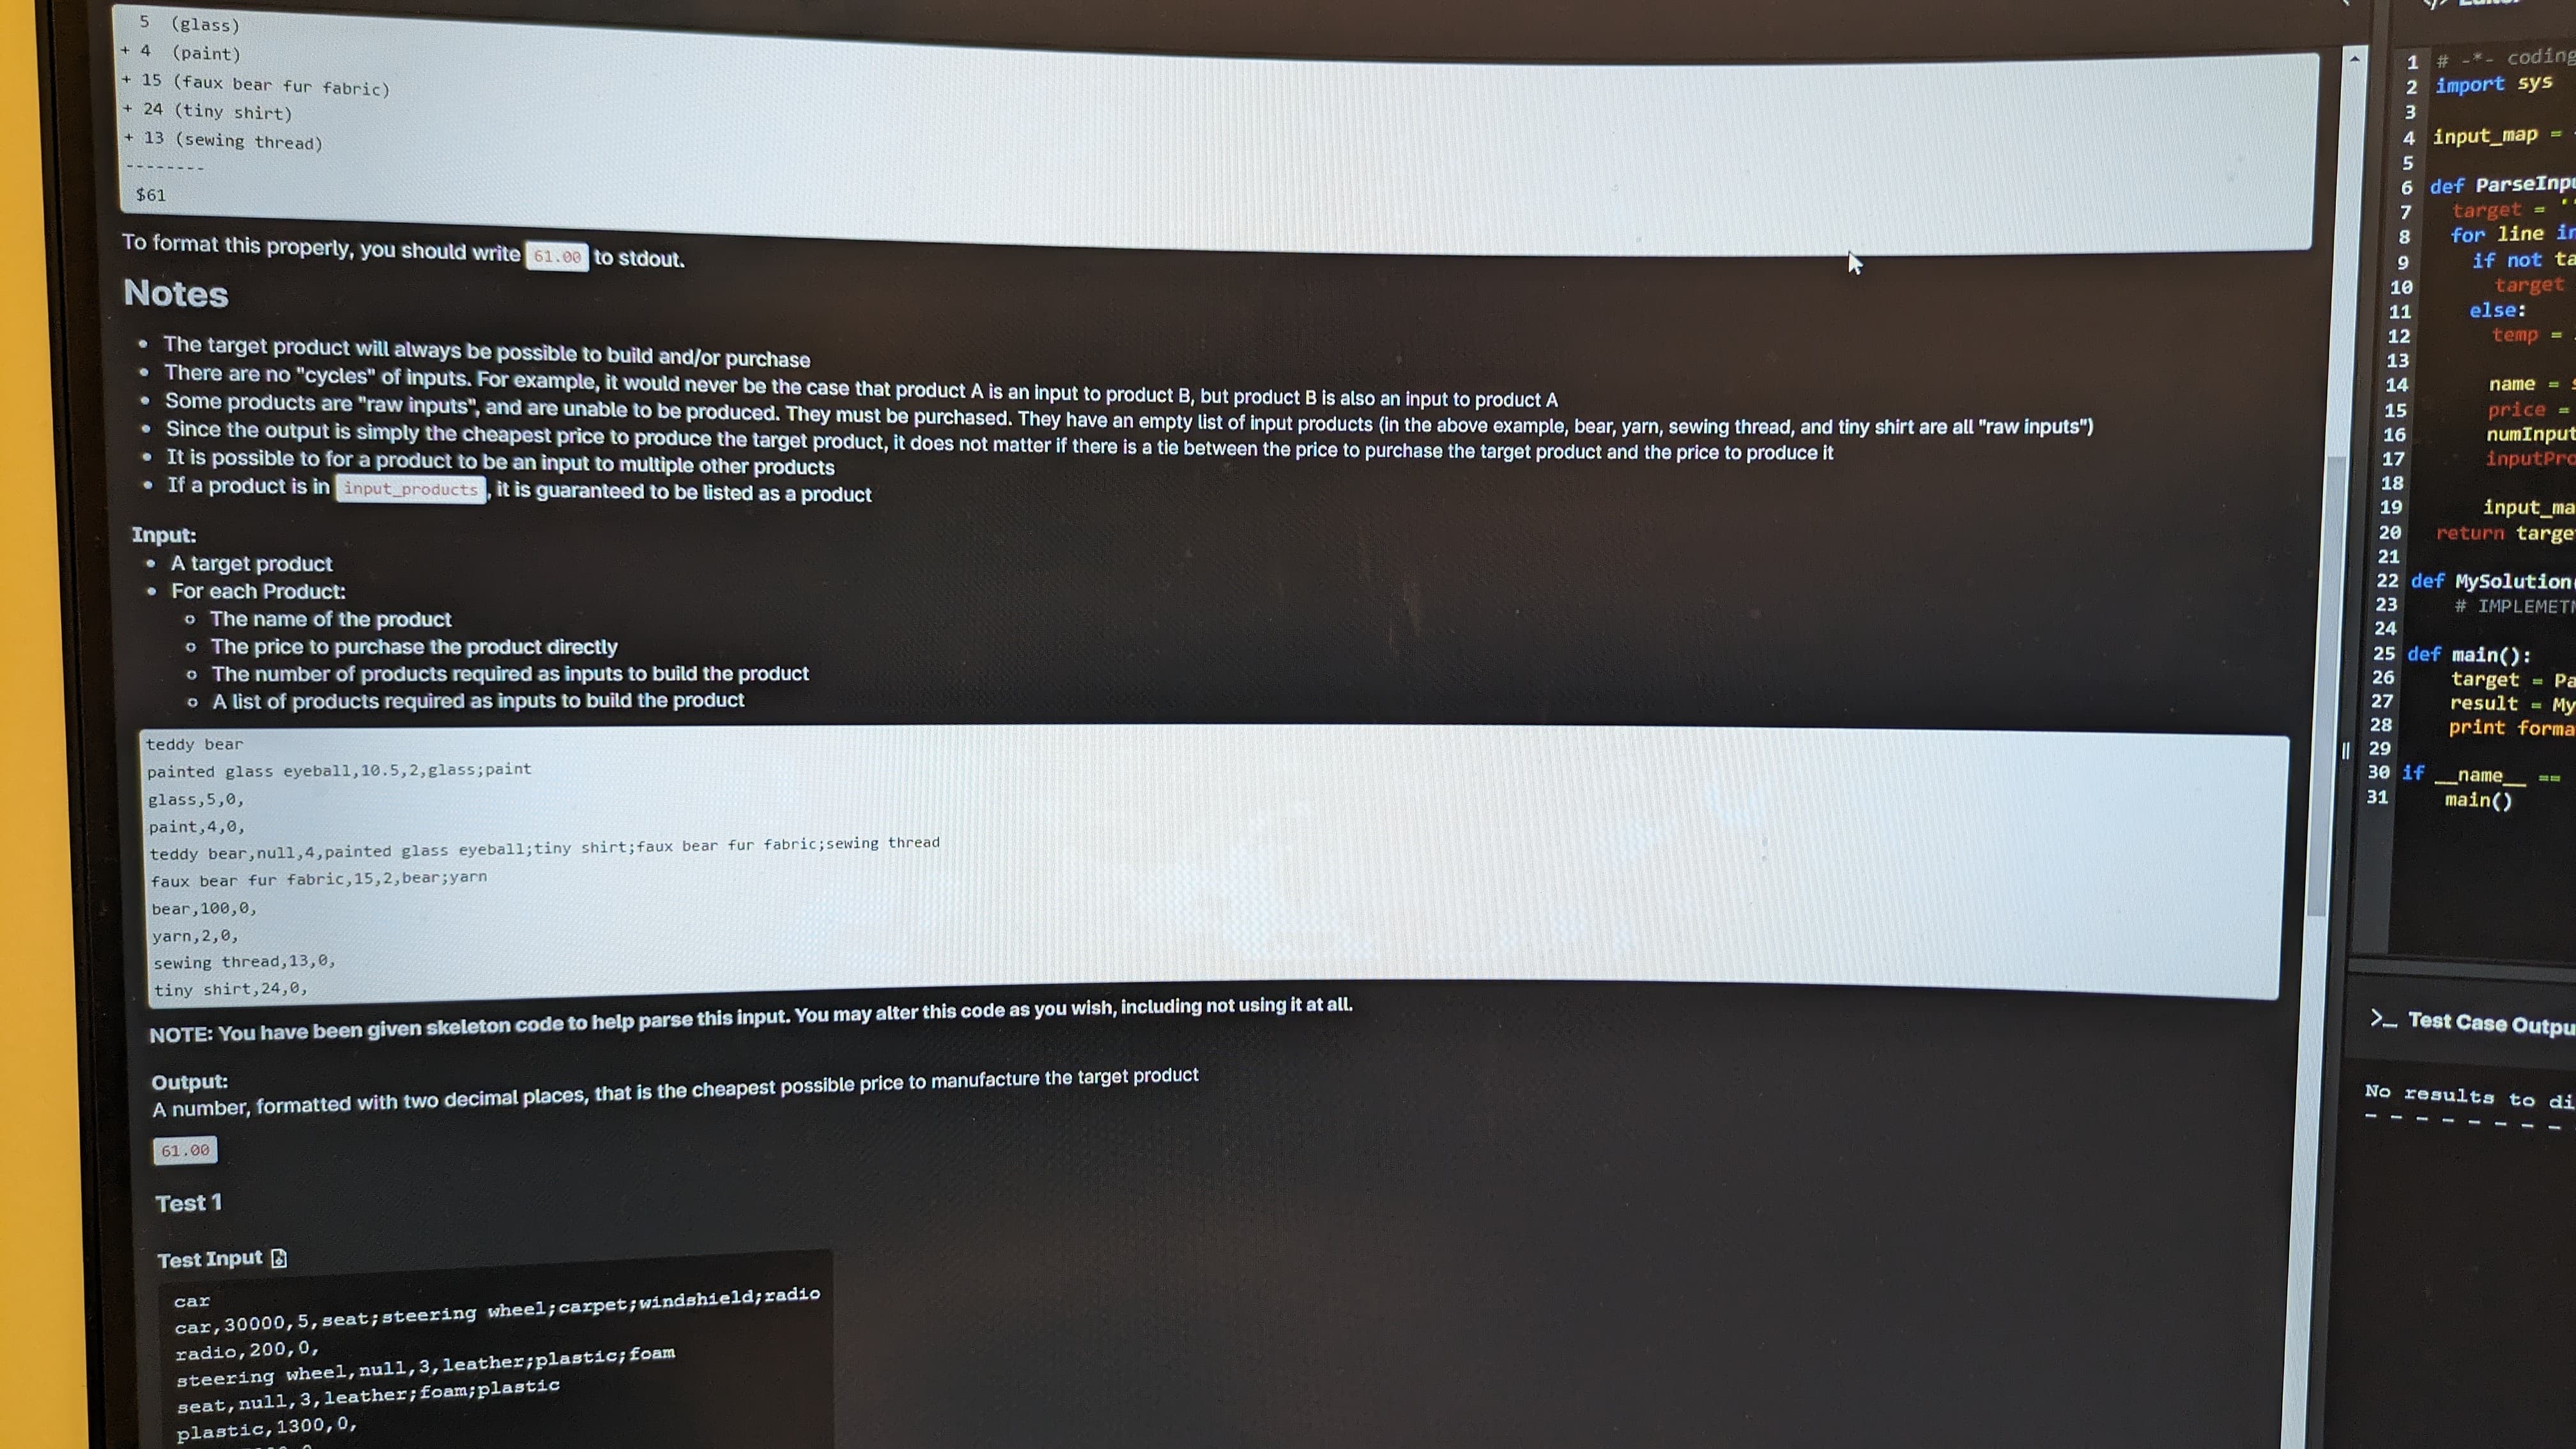 5 (glass)
+ 4 (paint)
+ 15 (faux bear fur fabric)
+ 24 (tiny shirt)
+ 13 (sewing thread)
--------
$61
To format this properly, you should write 61.00 to stdout.
Notes
• The target product will always be possible to build and/or purchase
• There are no "cycles" of inputs. For example, it would never be the case that product A is an input to product B, but product B is also an input to product A
• Some products are "raw inputs", and are unable to be produced. They must be purchased. They have an empty list of input products (in the above example, bear, yarn, sewing thread, and tiny shirt are all "raw inputs")
• Since the output is simply the cheapest price to produce the target product, it does not matter if there is a tie between the price to purchase the target product and the price to produce it
• It is possible to for a product to be an input to multiple other products
• If a product is in input_products, it is guaranteed to be listed as a product
Input:
• A target product
• For each Product:
o The name of the product
o The price to purchase the product directly
o The number of products required as inputs to build the product
o A list of products required as inputs to build the product
teddy bear
painted glass eyeball,10.5,2,glass;paint
glass,5,0,
paint,4,0,
teddy bear,null,4,painted glass eyeball;tiny shirt;faux bear fur fabric;sewing thread
faux bear fur fabric,15,2,bear;yarn
bear,100,0,
yarn,2,0,
sewing thread,13,0,
tiny shirt,24,0,
NOTE: You have been given skeleton code to help parse this input. You may alter this code as you wish, including not using it at all.
Output:
A number, formatted with two decimal places, that is the cheapest possible price to manufacture the target product
61.00
Test 1
Test Input
car
car,30000,5,seat;steering wheel;carpet;windshield;radio
radio,200,0,
steering wheel,null,3,leather;plastic;foam
seat,null,3,leather;foam;plastic
plastic,1300,0,
1 # -*- coding
2 import sys
3
4 input_map =
5
6 def ParseInpu
7 target = '
8 for line in
9 if not ta
10 target
11 else:
12 temp =
13
14 name = s
15 price =
16 numInput
17 inputPro
18
19 input_ma
20 return targe
21
22 def MySolution(
23 # IMPLEMETN
24
25 def main():
26 target = Pa
27 result = My
28 print forma
29
30 if __name__ ==
31 main()
>_ Test Case Outpu
No results to di
- - - - - - - -